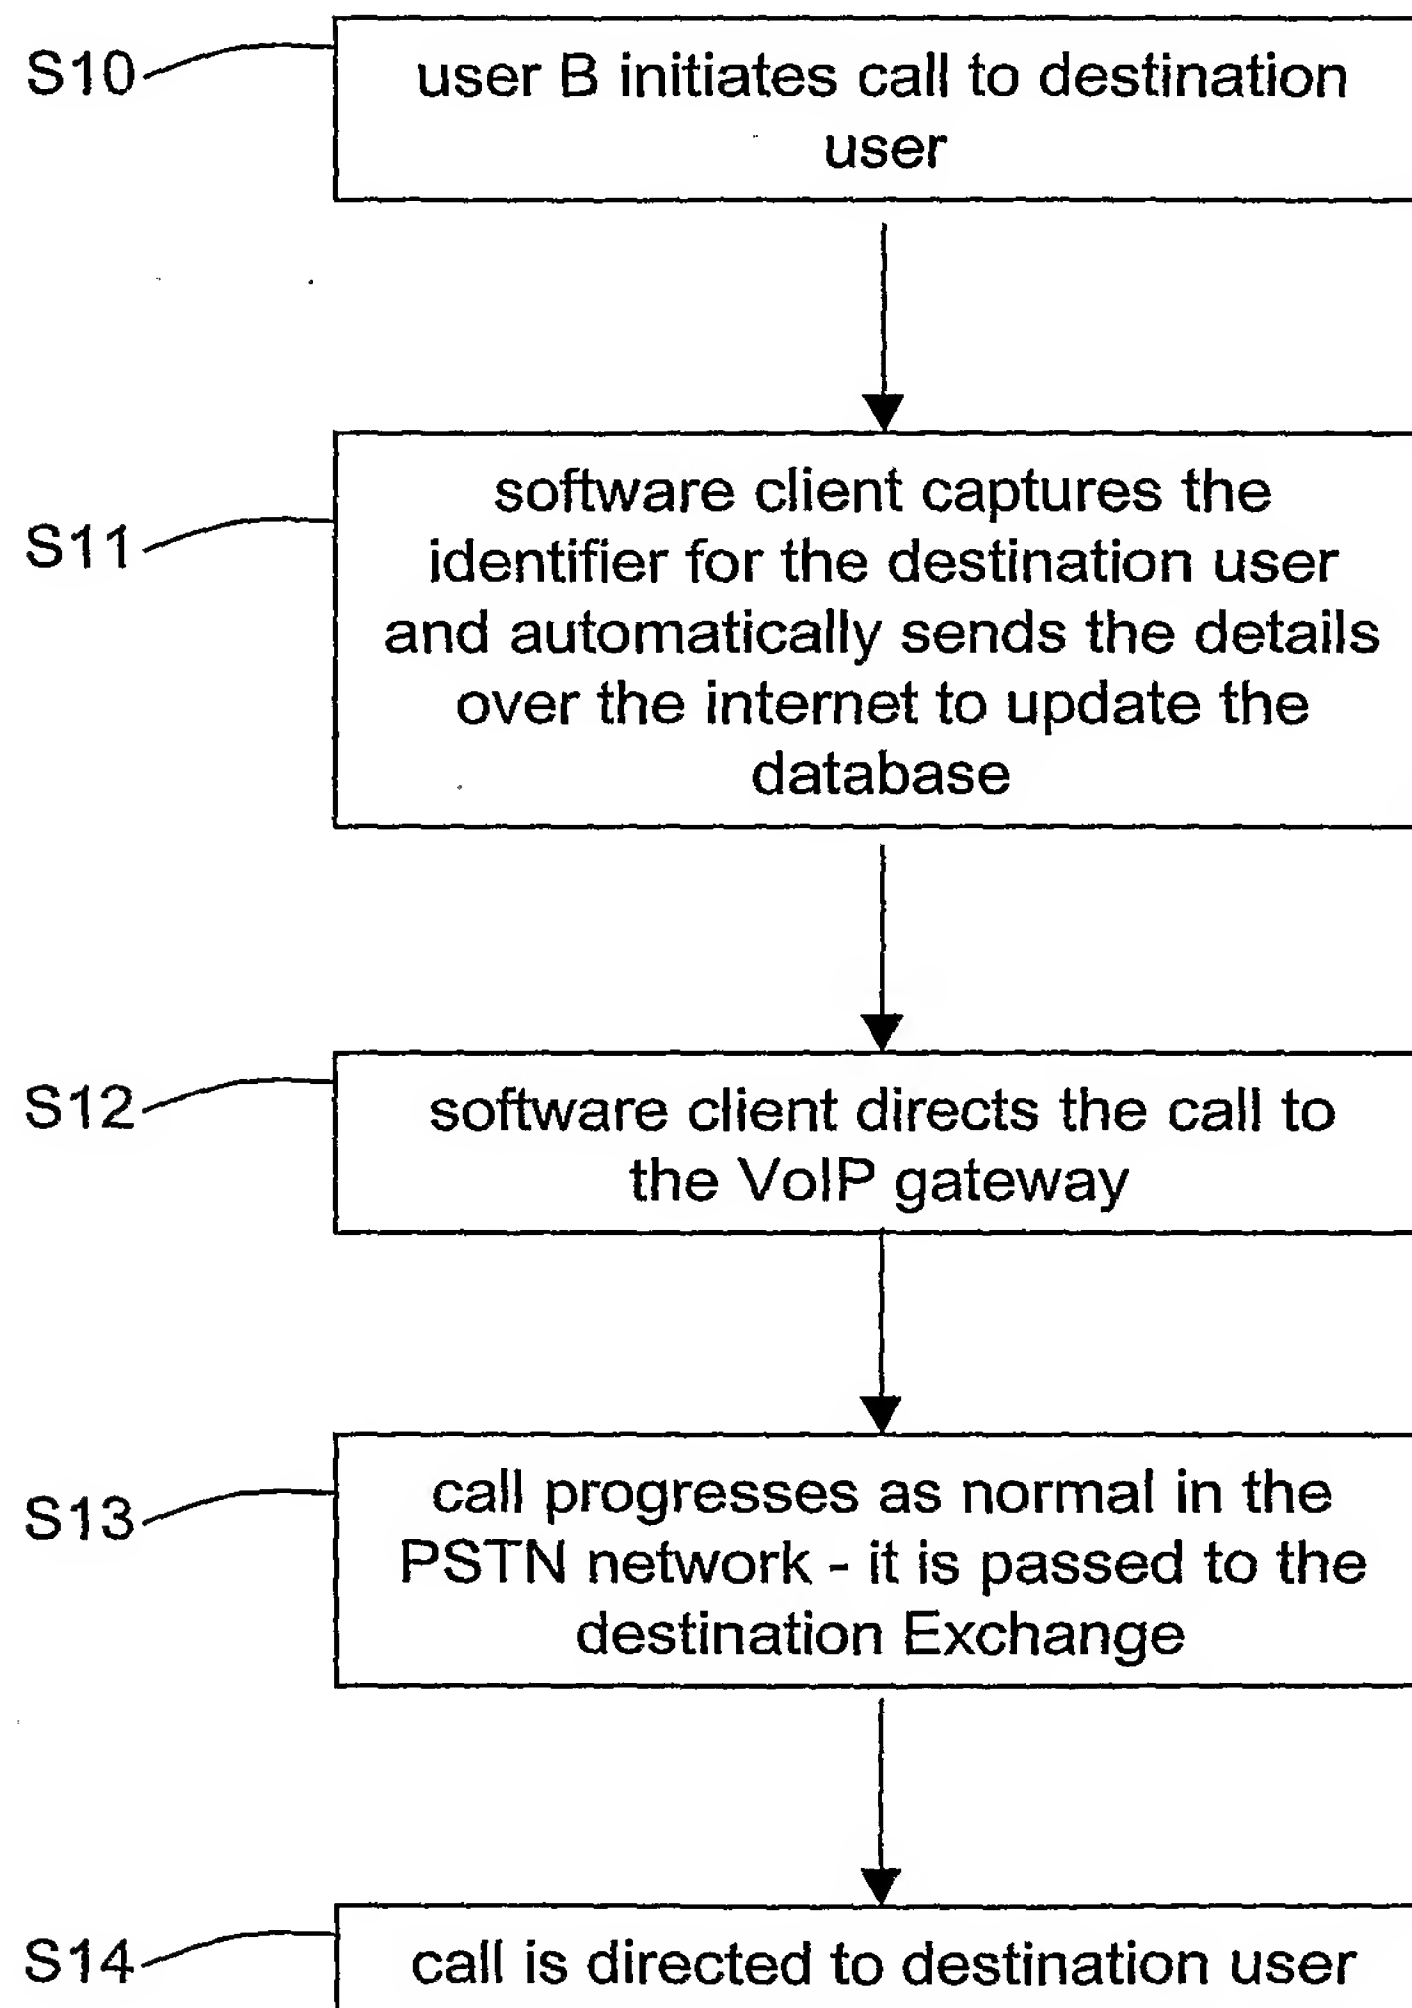 S10
user B initiates call to destination
user
S11
software client captures the
identifier for the destination user
and automatically sends the details
over the internet to update the
database
S12
software client directs the call to
the VoIP gateway
S13
call progresses as normal in the
PSTN network - it is passed to the
destination Exchange
S14
call is directed to destination user